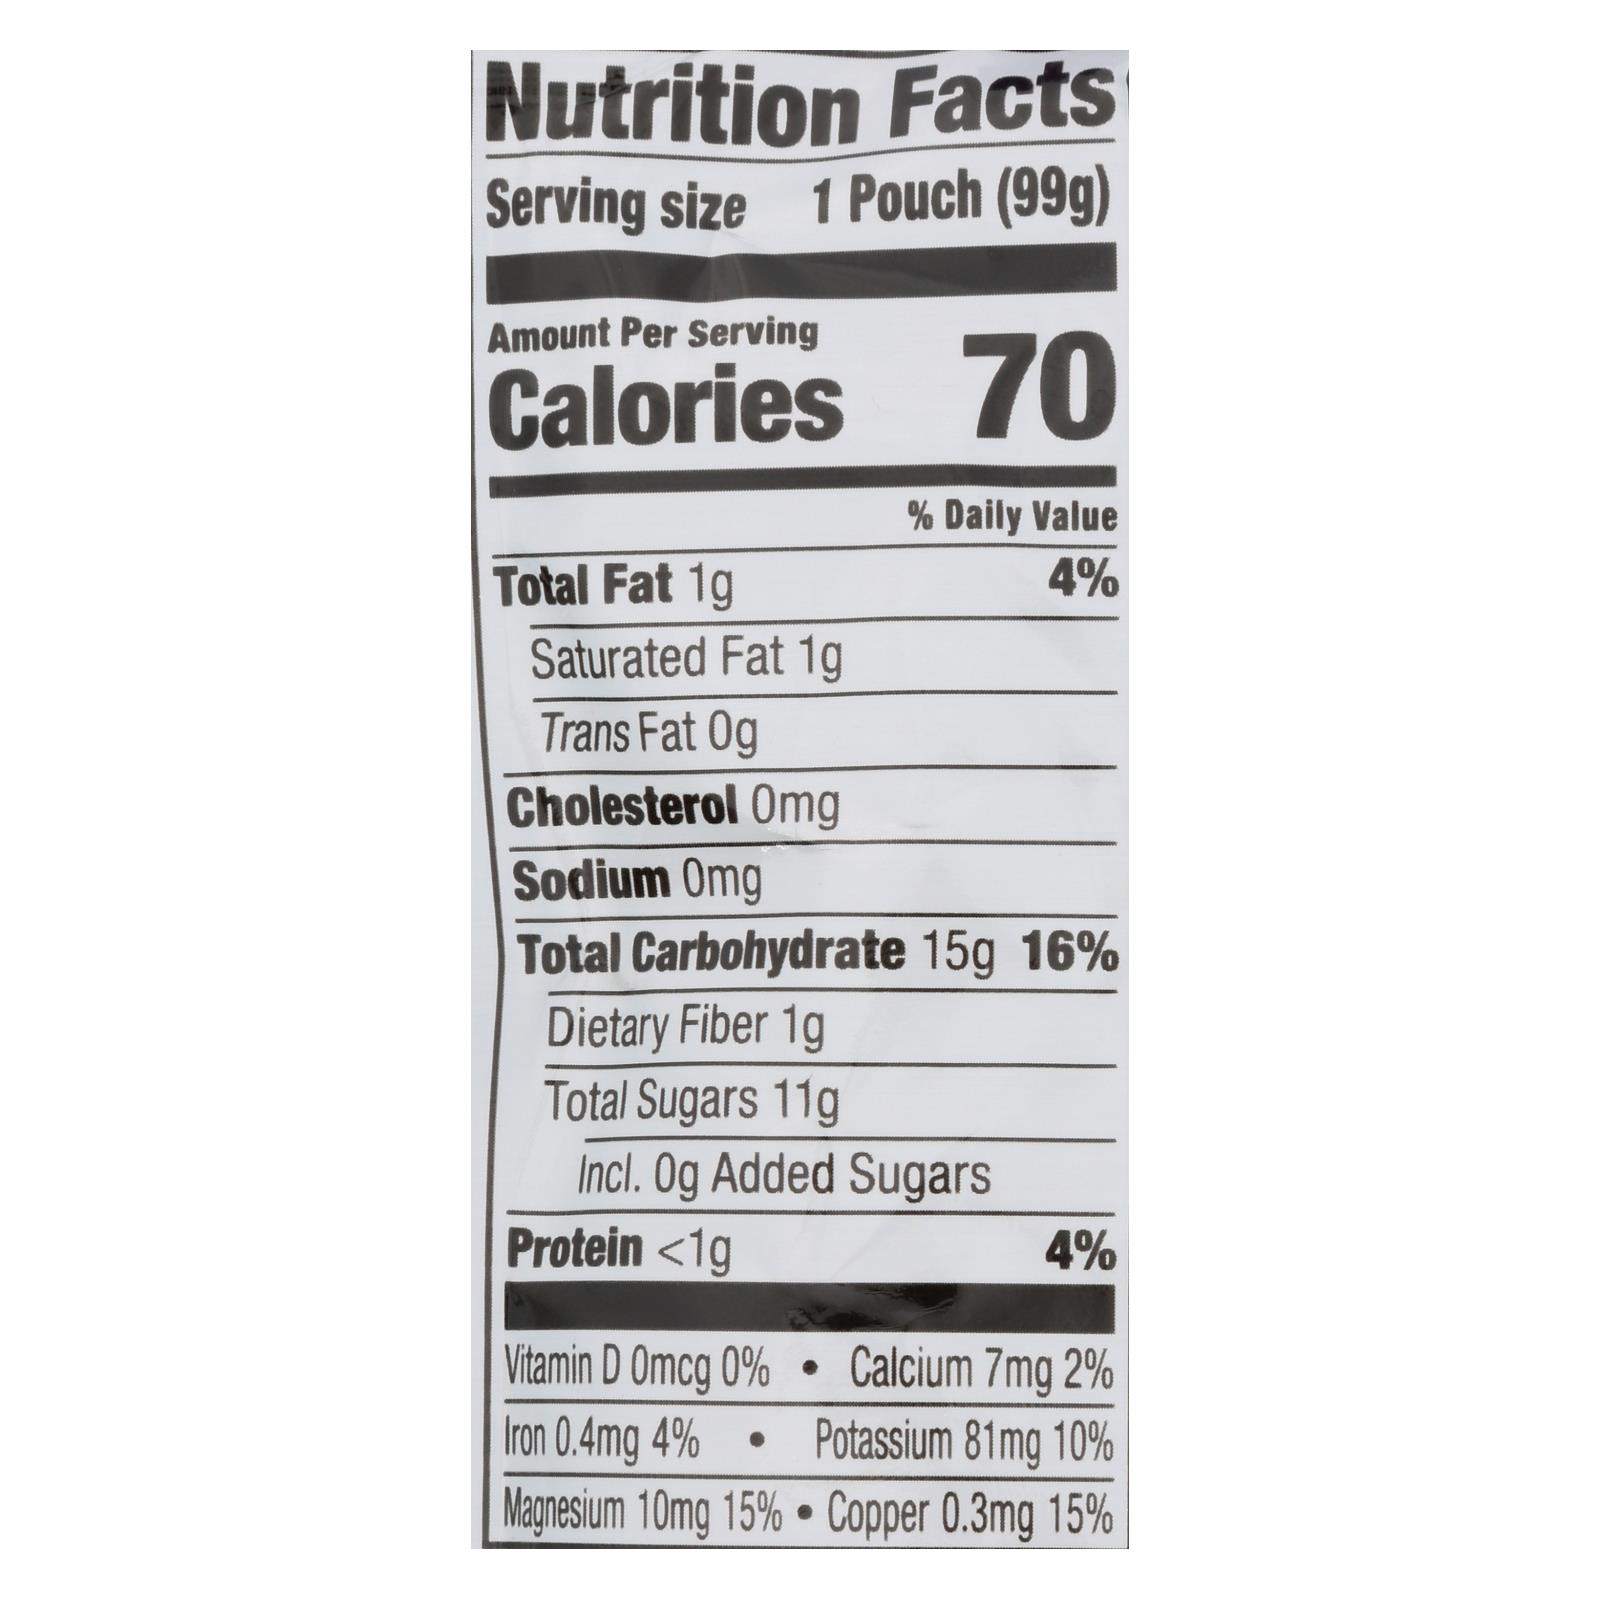 Nutrition Facts
Serving size 1 Pouch (99g)
Amount Per Serving
Calories 70
% Daily Value
Total Fat 1g 4%
Saturated Fat 1g
Trans Fat 0g
Cholesterol 0mg
Sodium 0mg
Total Carbohydrate 15g 16%
Dietary Fiber 1g
Total Sugars 11g
Incl. 0g Added Sugars
Protein <1g 4%
Vitamin D 0mcg 0% • Calcium 7mg 2%
Iron 0.4mg 4% • Potassium 81mg 10%
Magnesium 10mg 15% • Copper 0.3mg 15%